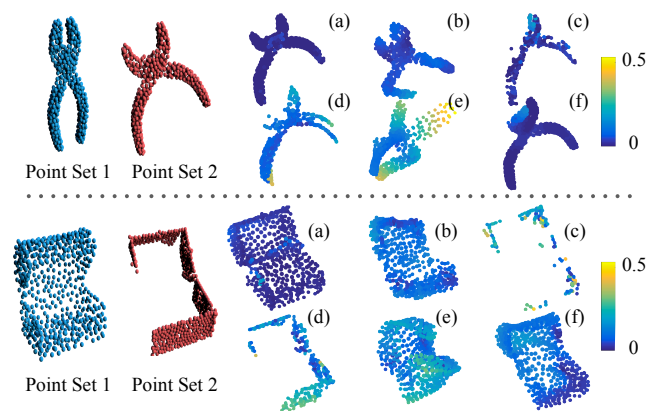 (a) (b) (c)
0.5
0
(d) (e) (f)
Point Set 1 Point Set 2
(a) (b) (c)
0.5
0
(d) (e) (f)
Point Set 1 Point Set 2